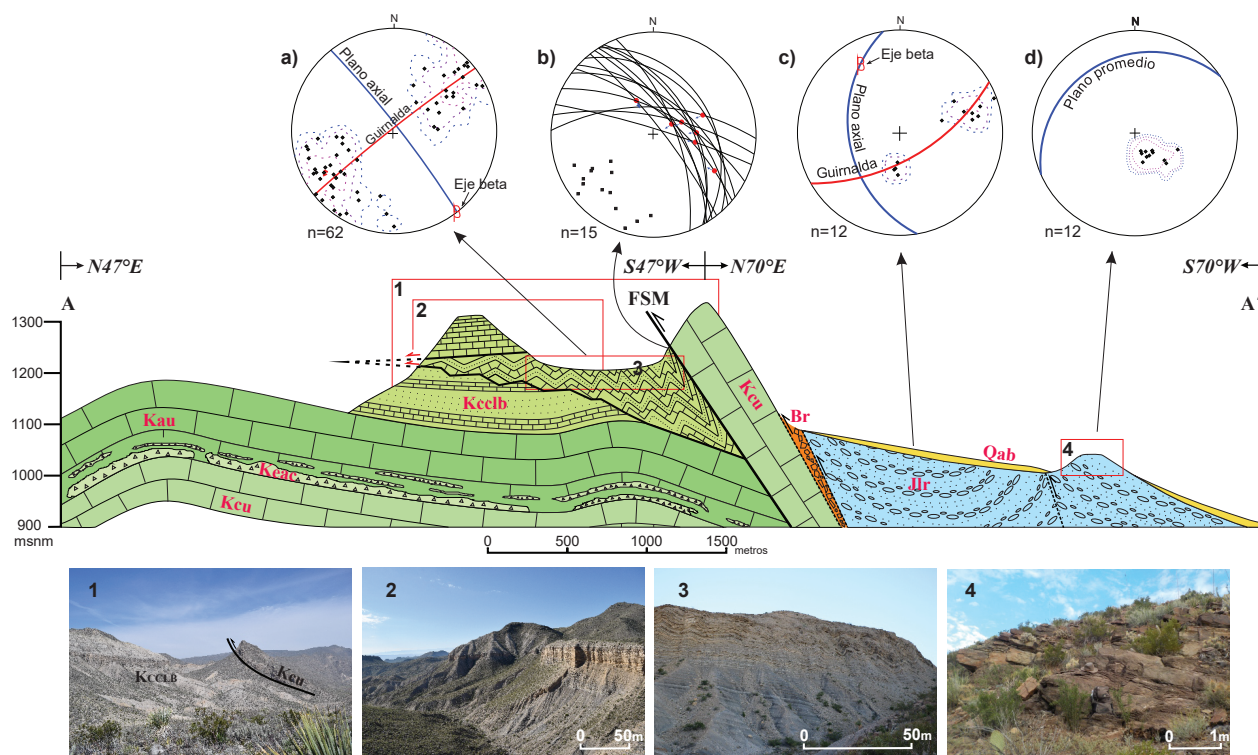 N
N
N
N
a)
b)
c)
d)
Plano axial
Guirnalda
Eje beta
Eje beta
Plano axial
Guirnalda
Plano promedio
n=62
n=15
n=12
n=12
N47°E
S47°W
N70°E
S70°W
A
A'
1
2
3
4
FSM
1300
1200
1100
1000
900
msnm
Kcclb
Kau
Keac
Kcu
Kcu
Br
Qab
Jlr
0 500 1000 1500
metros
1
KCCLB
Kcu
2
0 50m
3
0 50m
4
0 1m